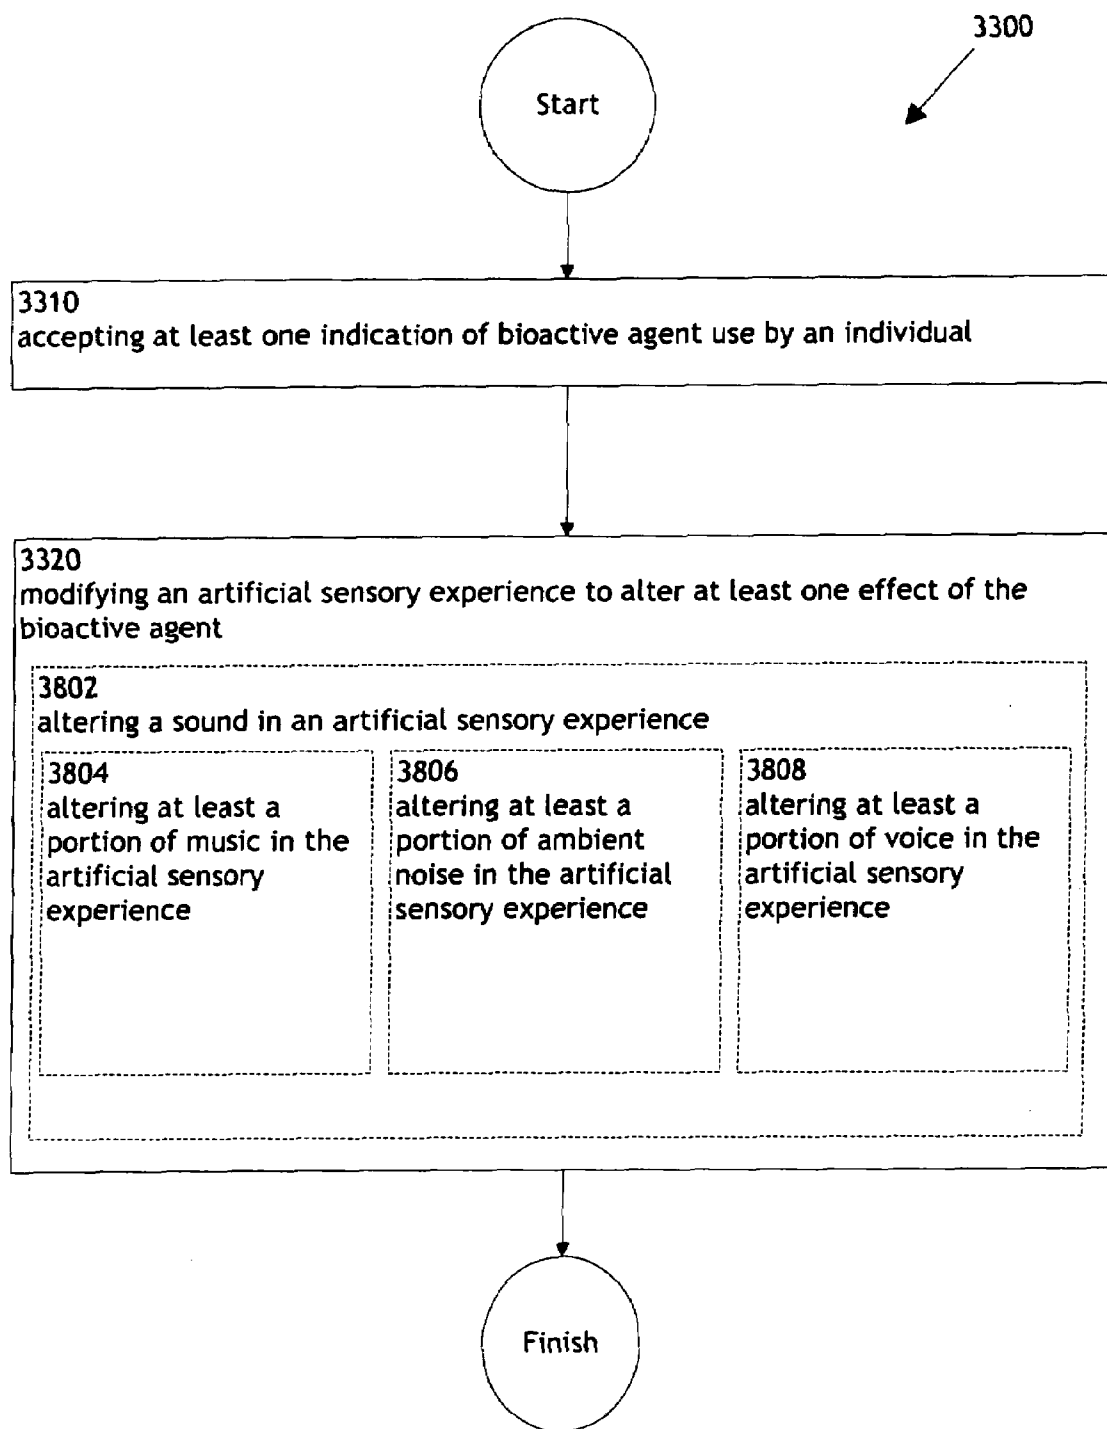 3300
Start
3310
accepting at least one indication of bioactive agent use by an individual
3320
modifying an artificial sensory experience to alter at least one effect of the
bioactive agent
3802
altering a sound in an artificial sensory experience
3804
altering at least a
portion of music in the
artificial sensory
experience
3806
altering at least a
portion of ambient
noise in the artificial
sensory experience
3808
altering at least a
portion of voice in the
artificial sensory
experience
Finish